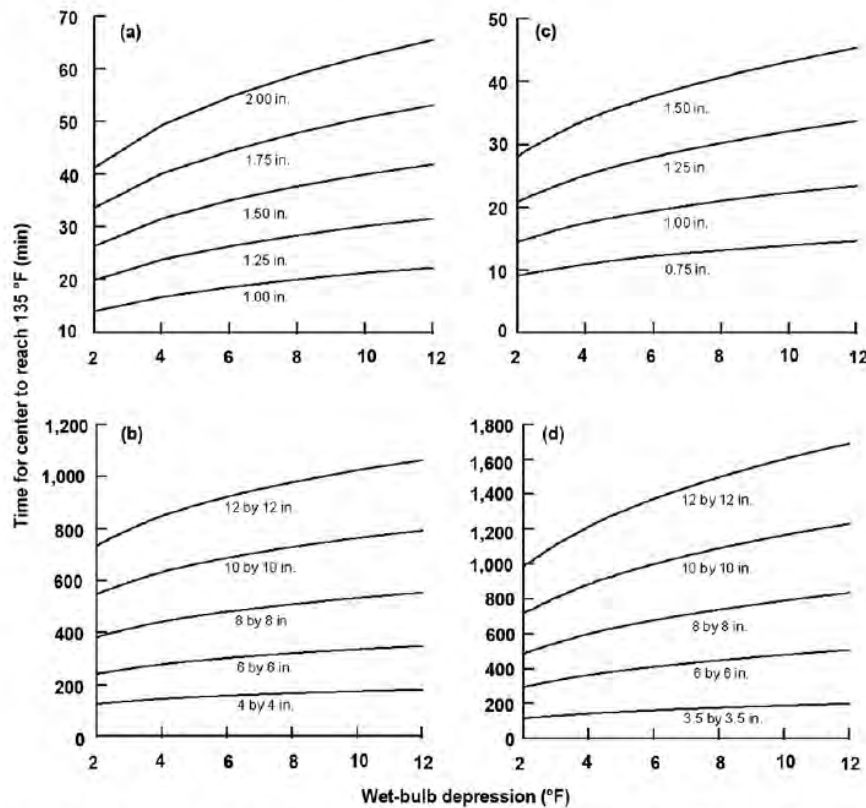 Time for center to reach 135 °F (min)
(a)
70
60
50
40
30
20
10
2.00 in.
1.75 in.
1.50 in.
1.25 in.
1.00 in.
2 4 6 8 10 12
(c)
50
40
30
20
10
0
1.50 in.
1.25 in.
1.00 in.
0.75 in.
2 4 6 8 10 12
(b)
1,200
1,000
800
600
400
200
0
12 by 12 in.
10 by 10 in.
8 by 8 in
6 by 6 in.
4 by 4 in.
2 4 6 8 10 12
(d)
1,800
1,600
1,400
1,200
1,000
800
600
400
200
0
12 by 12 in.
10 by 10 in.
8 by 8 in.
6 by 6 in.
3.5 by 3.5 in.
2 4 6 8 10 12
Wet-bulb depression (°F)